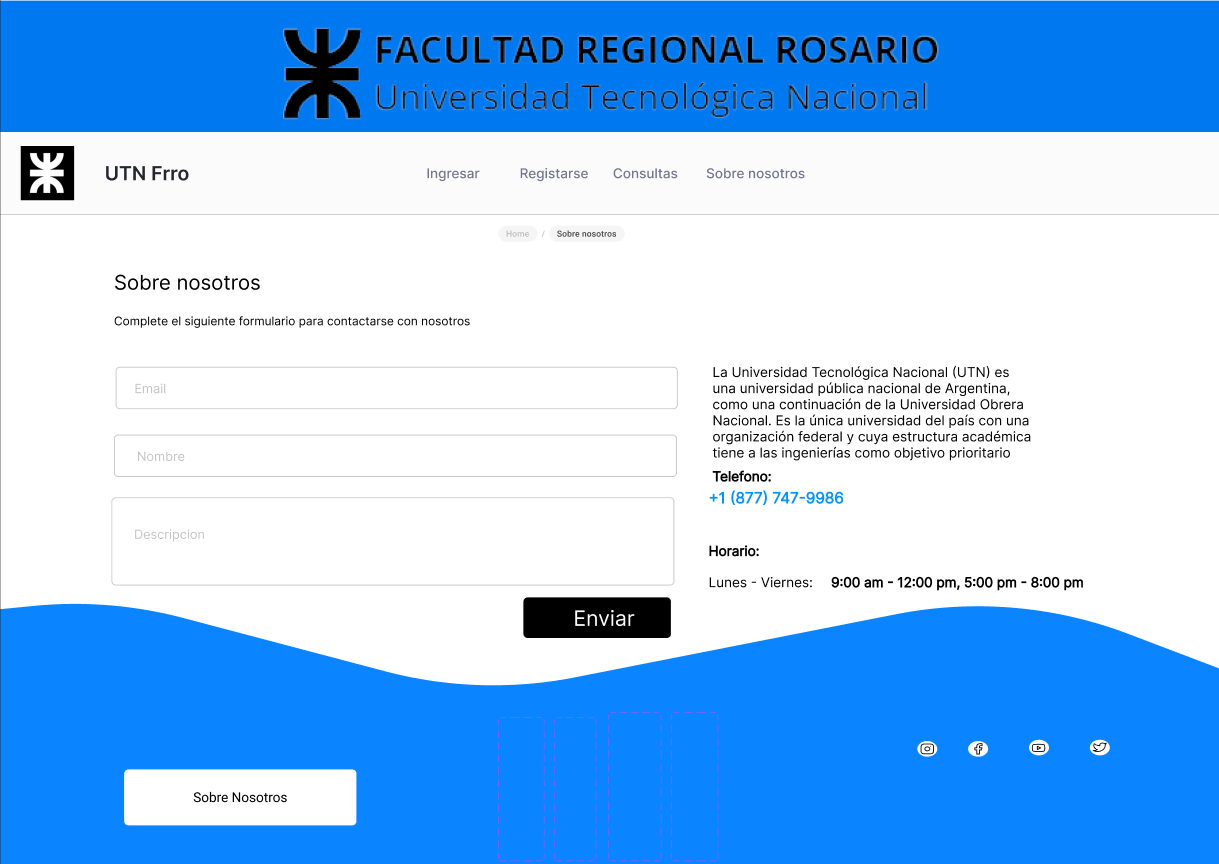 FACULTAD REGIONAL ROSARIO
Universidad Tecnológica Nacional
UTN Frro
Ingresar Registrarse Consultas Sobre nosotros
Home / Sobre nosotros
Sobre nosotros
Complete el siguiente formulario para contactarse con nosotros
Email
Nombre
Descripcion
Enviar
La Universidad Tecnológica Nacional (UTN) es
una universidad pública nacional de Argentina,
como una continuación de la Universidad Obrera
Nacional. Es la única universidad del país con una
organización federal y cuya estructura académica
tiene a las ingenierías como objetivo prioritario
Telefono:
+1 (877) 747-9986
Horario:
Lunes - Viernes: 9:00 am - 12:00 pm, 5:00 pm - 8:00 pm
Sobre Nosotros